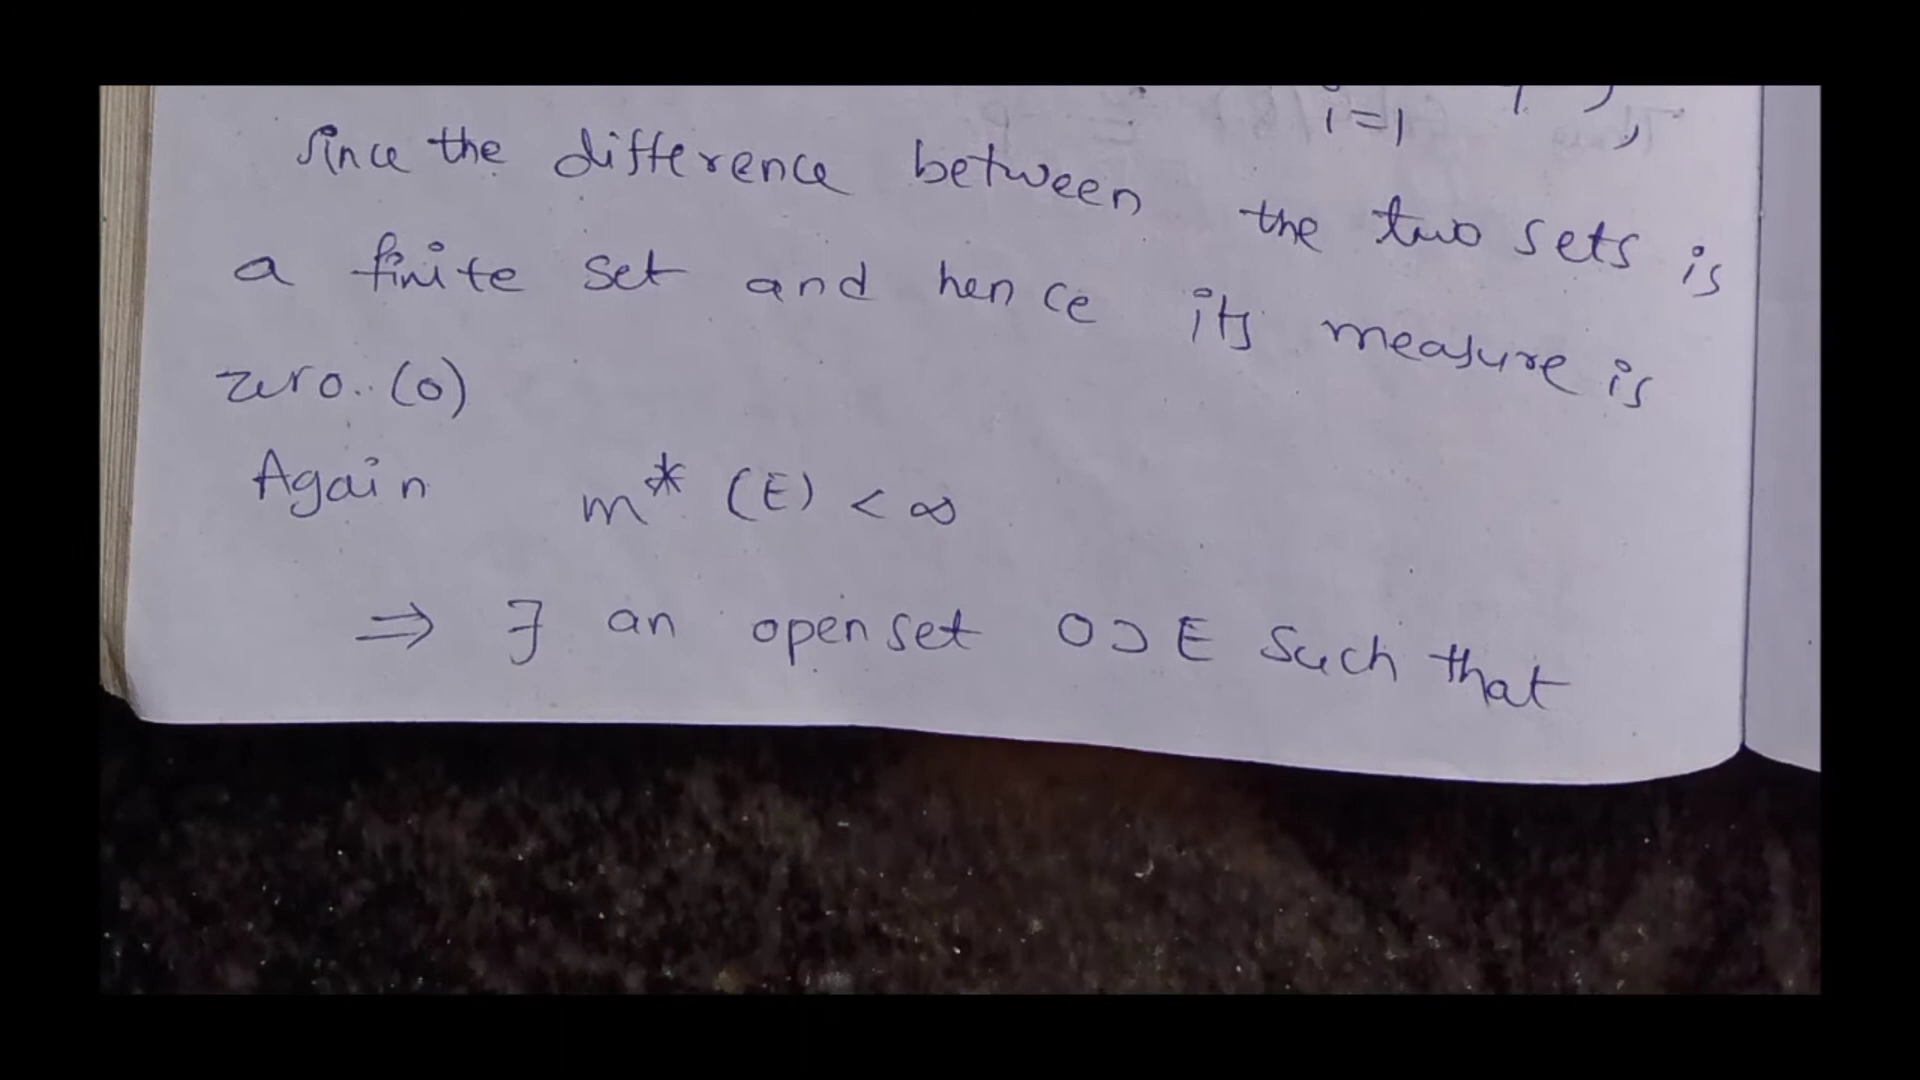 i=1
Since the difference between the two sets is
a finite set and hence its measure is
zero. (0)
Again m* (E) < ∞
⇒ ∃ an open set O⊃E Such that